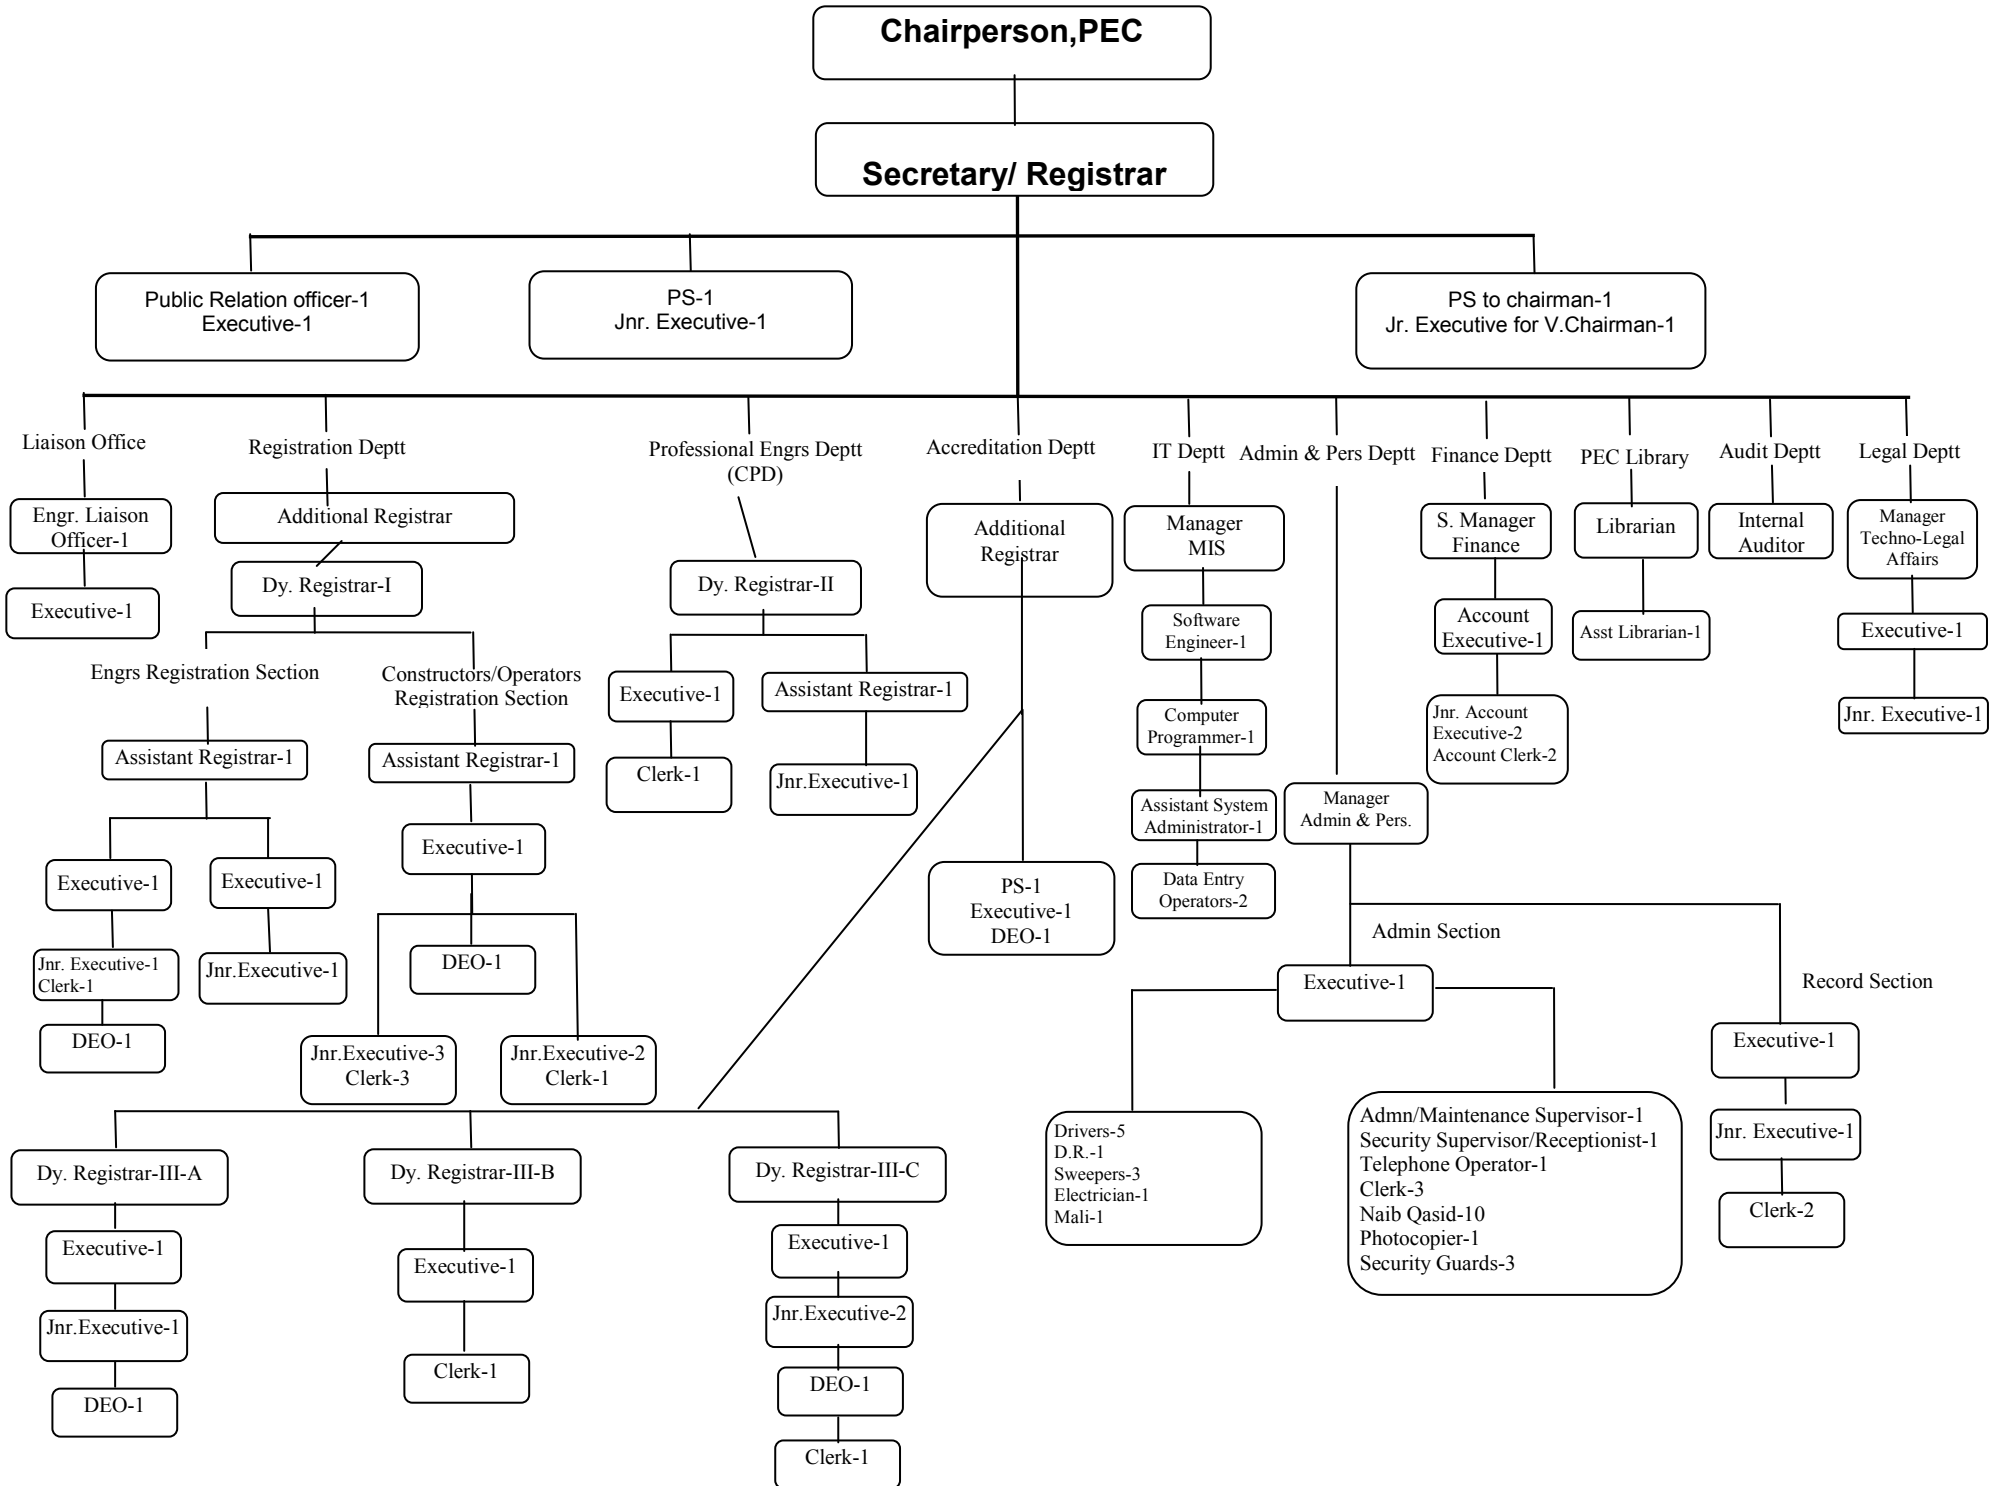 Chairperson,PEC
Secretary/ Registrar
Public Relation officer-1
Executive-1
PS-1
Jnr. Executive-1
PS to chairman-1
Jr. Executive for V.Chairman-1
Liaison Office
Engr. Liaison
Officer-1
Executive-1
Registration Deptt
Additional Registrar
Dy. Registrar-I
Engrs Registration Section
Assistant Registrar-1
Executive-1
Jnr. Executive-1
Clerk-1
DEO-1
Executive-1
Jnr.Executive-1
Constructors/Operators
Registration Section
Assistant Registrar-1
Executive-1
DEO-1
Jnr.Executive-3
Clerk-3
Jnr.Executive-2
Clerk-1
Professional Engrs Deptt
(CPD)
Dy. Registrar-II
Executive-1
Clerk-1
Assistant Registrar-1
Jnr.Executive-1
Accreditation Deptt
Additional
Registrar
PS-1
Executive-1
DEO-1
Dy. Registrar-III-A
Executive-1
Jnr.Executive-1
DEO-1
Dy. Registrar-III-B
Executive-1
Clerk-1
Dy. Registrar-III-C
Executive-1
Jnr.Executive-2
DEO-1
Clerk-1
IT Deptt
Manager
MIS
Software
Engineer-1
Computer
Programmer-1
Assistant System
Administrator-1
Data Entry
Operators-2
Admin & Pers Deptt
Manager
Admin & Pers.
Admin Section
Executive-1
Drivers-5
D.R.-1
Sweepers-3
Electrician-1
Mali-1
Admn/Maintenance Supervisor-1
Security Supervisor/Receptionist-1
Telephone Operator-1
Clerk-3
Naib Qasid-10
Photocopier-1
Security Guards-3
Record Section
Executive-1
Jnr. Executive-1
Clerk-2
Finance Deptt
S. Manager
Finance
Account
Executive-1
Jnr. Account
Executive-2
Account Clerk-2
PEC Library
Librarian
Asst Librarian-1
Audit Deptt
Internal
Auditor
Legal Deptt
Manager
Techno-Legal
Affairs
Executive-1
Jnr. Executive-1